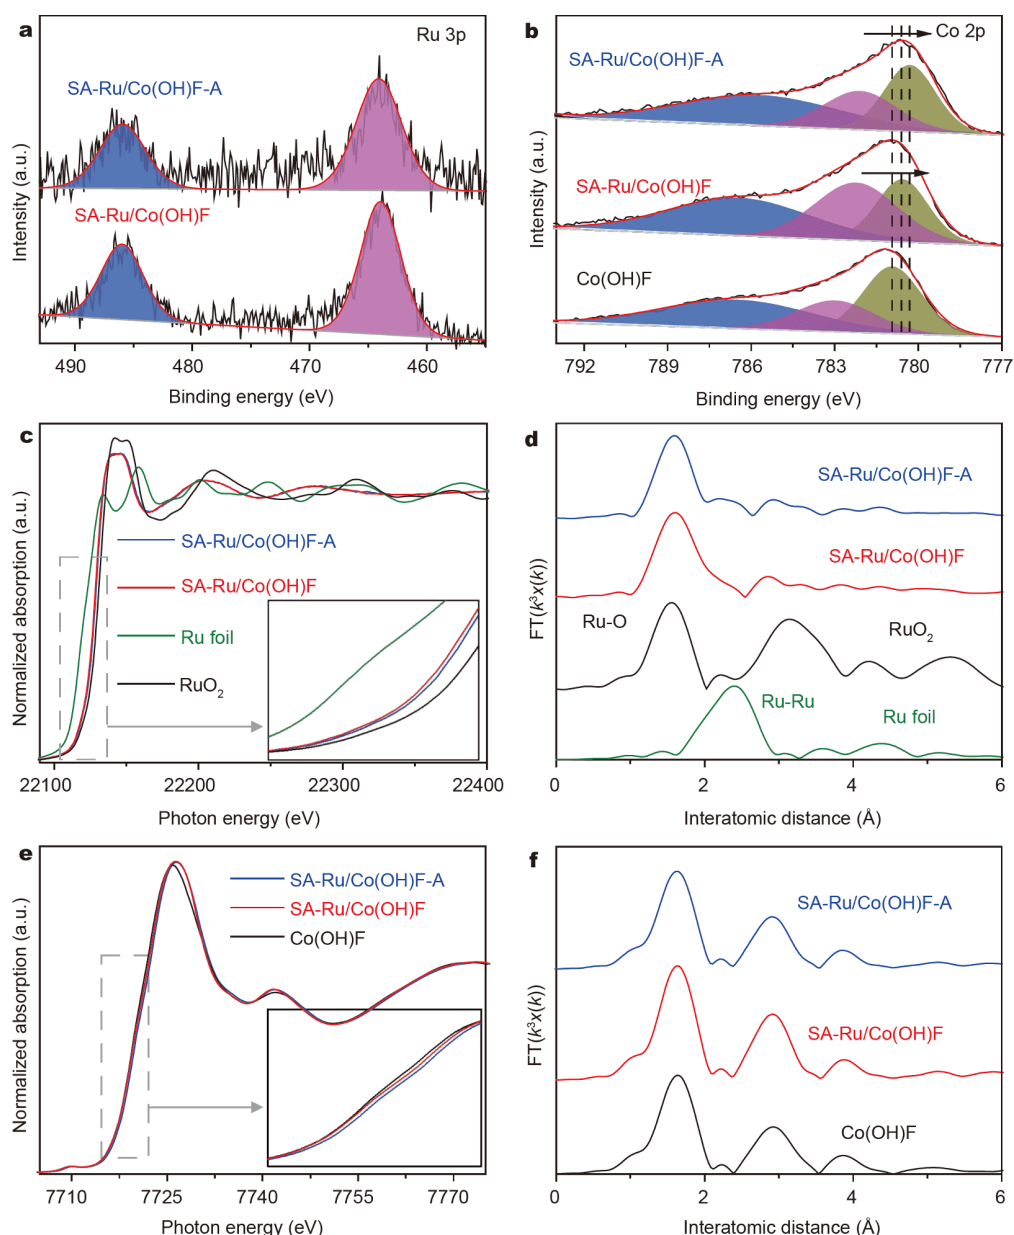 a
Ru 3p
SA-Ru/Co(OH)F-A
SA-Ru/Co(OH)F
Intensity (a.u.)
490 480 470 460
Binding energy (eV)
b
Co 2p
SA-Ru/Co(OH)F-A
SA-Ru/Co(OH)F
Co(OH)F
Intensity (a.u.)
792 789 786 783 780 777
Binding energy (eV)
c
SA-Ru/Co(OH)F-A
SA-Ru/Co(OH)F
Ru foil
RuO2
Normalized absorption (a.u.)
22100 22200 22300 22400
Photon energy (eV)
d
SA-Ru/Co(OH)F-A
SA-Ru/Co(OH)F
Ru-O
RuO2
Ru-Ru
Ru foil
FT(k3x(k))
0 2 4 6
Interatomic distance (Å)
e
SA-Ru/Co(OH)F-A
SA-Ru/Co(OH)F
Co(OH)F
Normalized absorption (a.u.)
7710 7725 7740 7755 7770
Photon energy (eV)
f
SA-Ru/Co(OH)F-A
SA-Ru/Co(OH)F
Co(OH)F
FT(k3x(k))
0 2 4 6
Interatomic distance (Å)